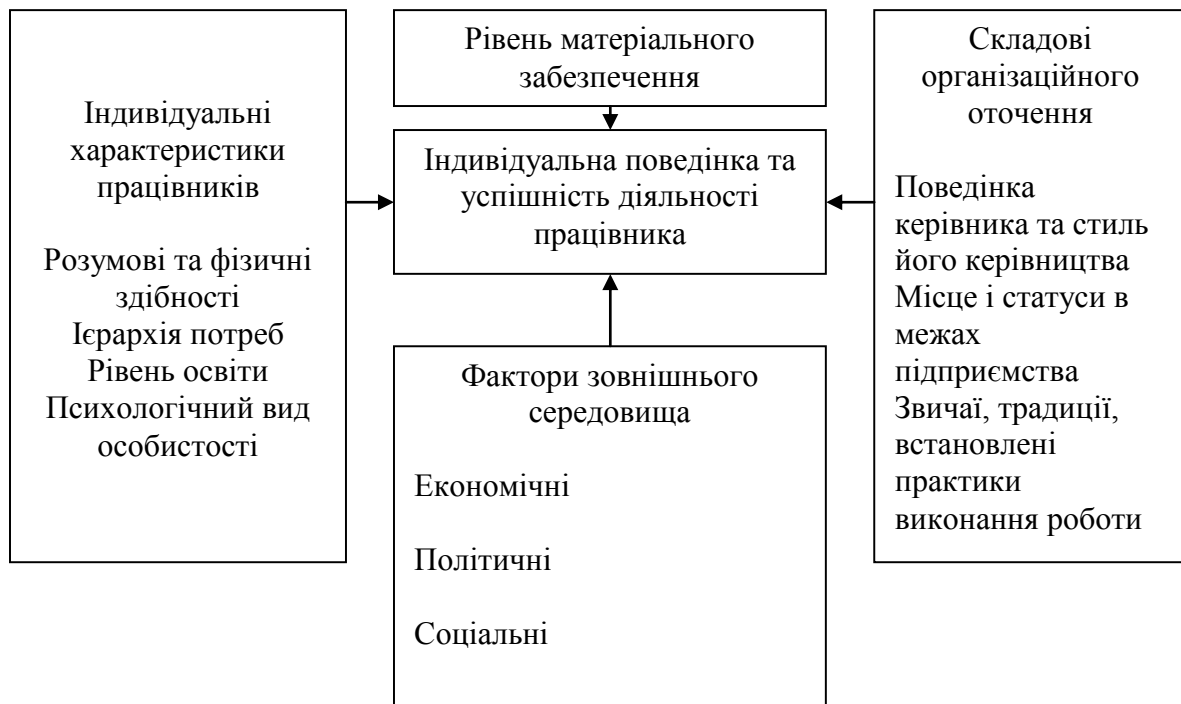 Індивідуальні
характеристики
працівників
Розумові та фізичні
здібності
Ієрархія потреб
Рівень освіти
Психологічний вид
особистості
Рівень матеріального
забезпечення
Індивідуальна поведінка та
успішність діяльності
працівника
Фактори зовнішнього
середовища
Економічні
Політичні
Соціальні
Складові
організаційного
оточення
Поведінка
керівника та стиль
його керівництва
Місце і статуси в
межах
підприємства
Звичаї, традиції,
встановлені
практики
виконання роботи